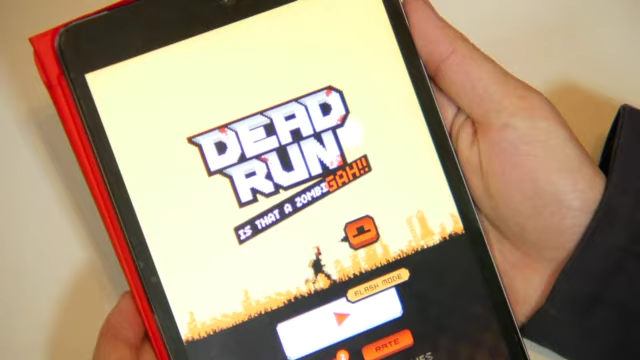 DEAD
RUN
IS THAT A ZOMBIGAH!!
FLASH MODE
RATE